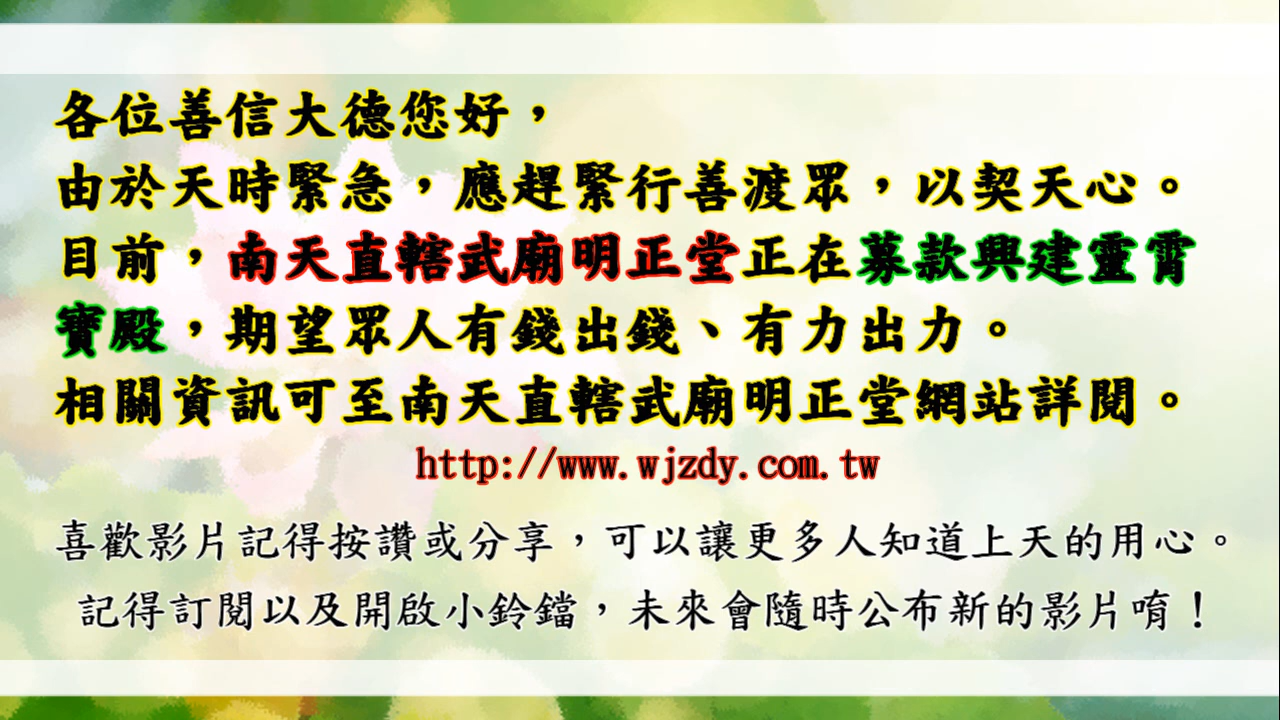 各位善信大德您好，
由於天時緊急，應趕緊行善渡眾，以契天心。
目前，南天直轄武廟明正堂正在募款興建靈霄
寶殿，期望眾人有錢出錢、有力出力。
相關資訊可至南天直轄武廟明正堂網站詳閱。
http://www.wjzdy.com.tw
喜歡影片記得按讚或分享，可以讓更多人知道上天的用心。
記得訂閱以及開啟小鈴鐺，未來會隨時公布新的影片唷！